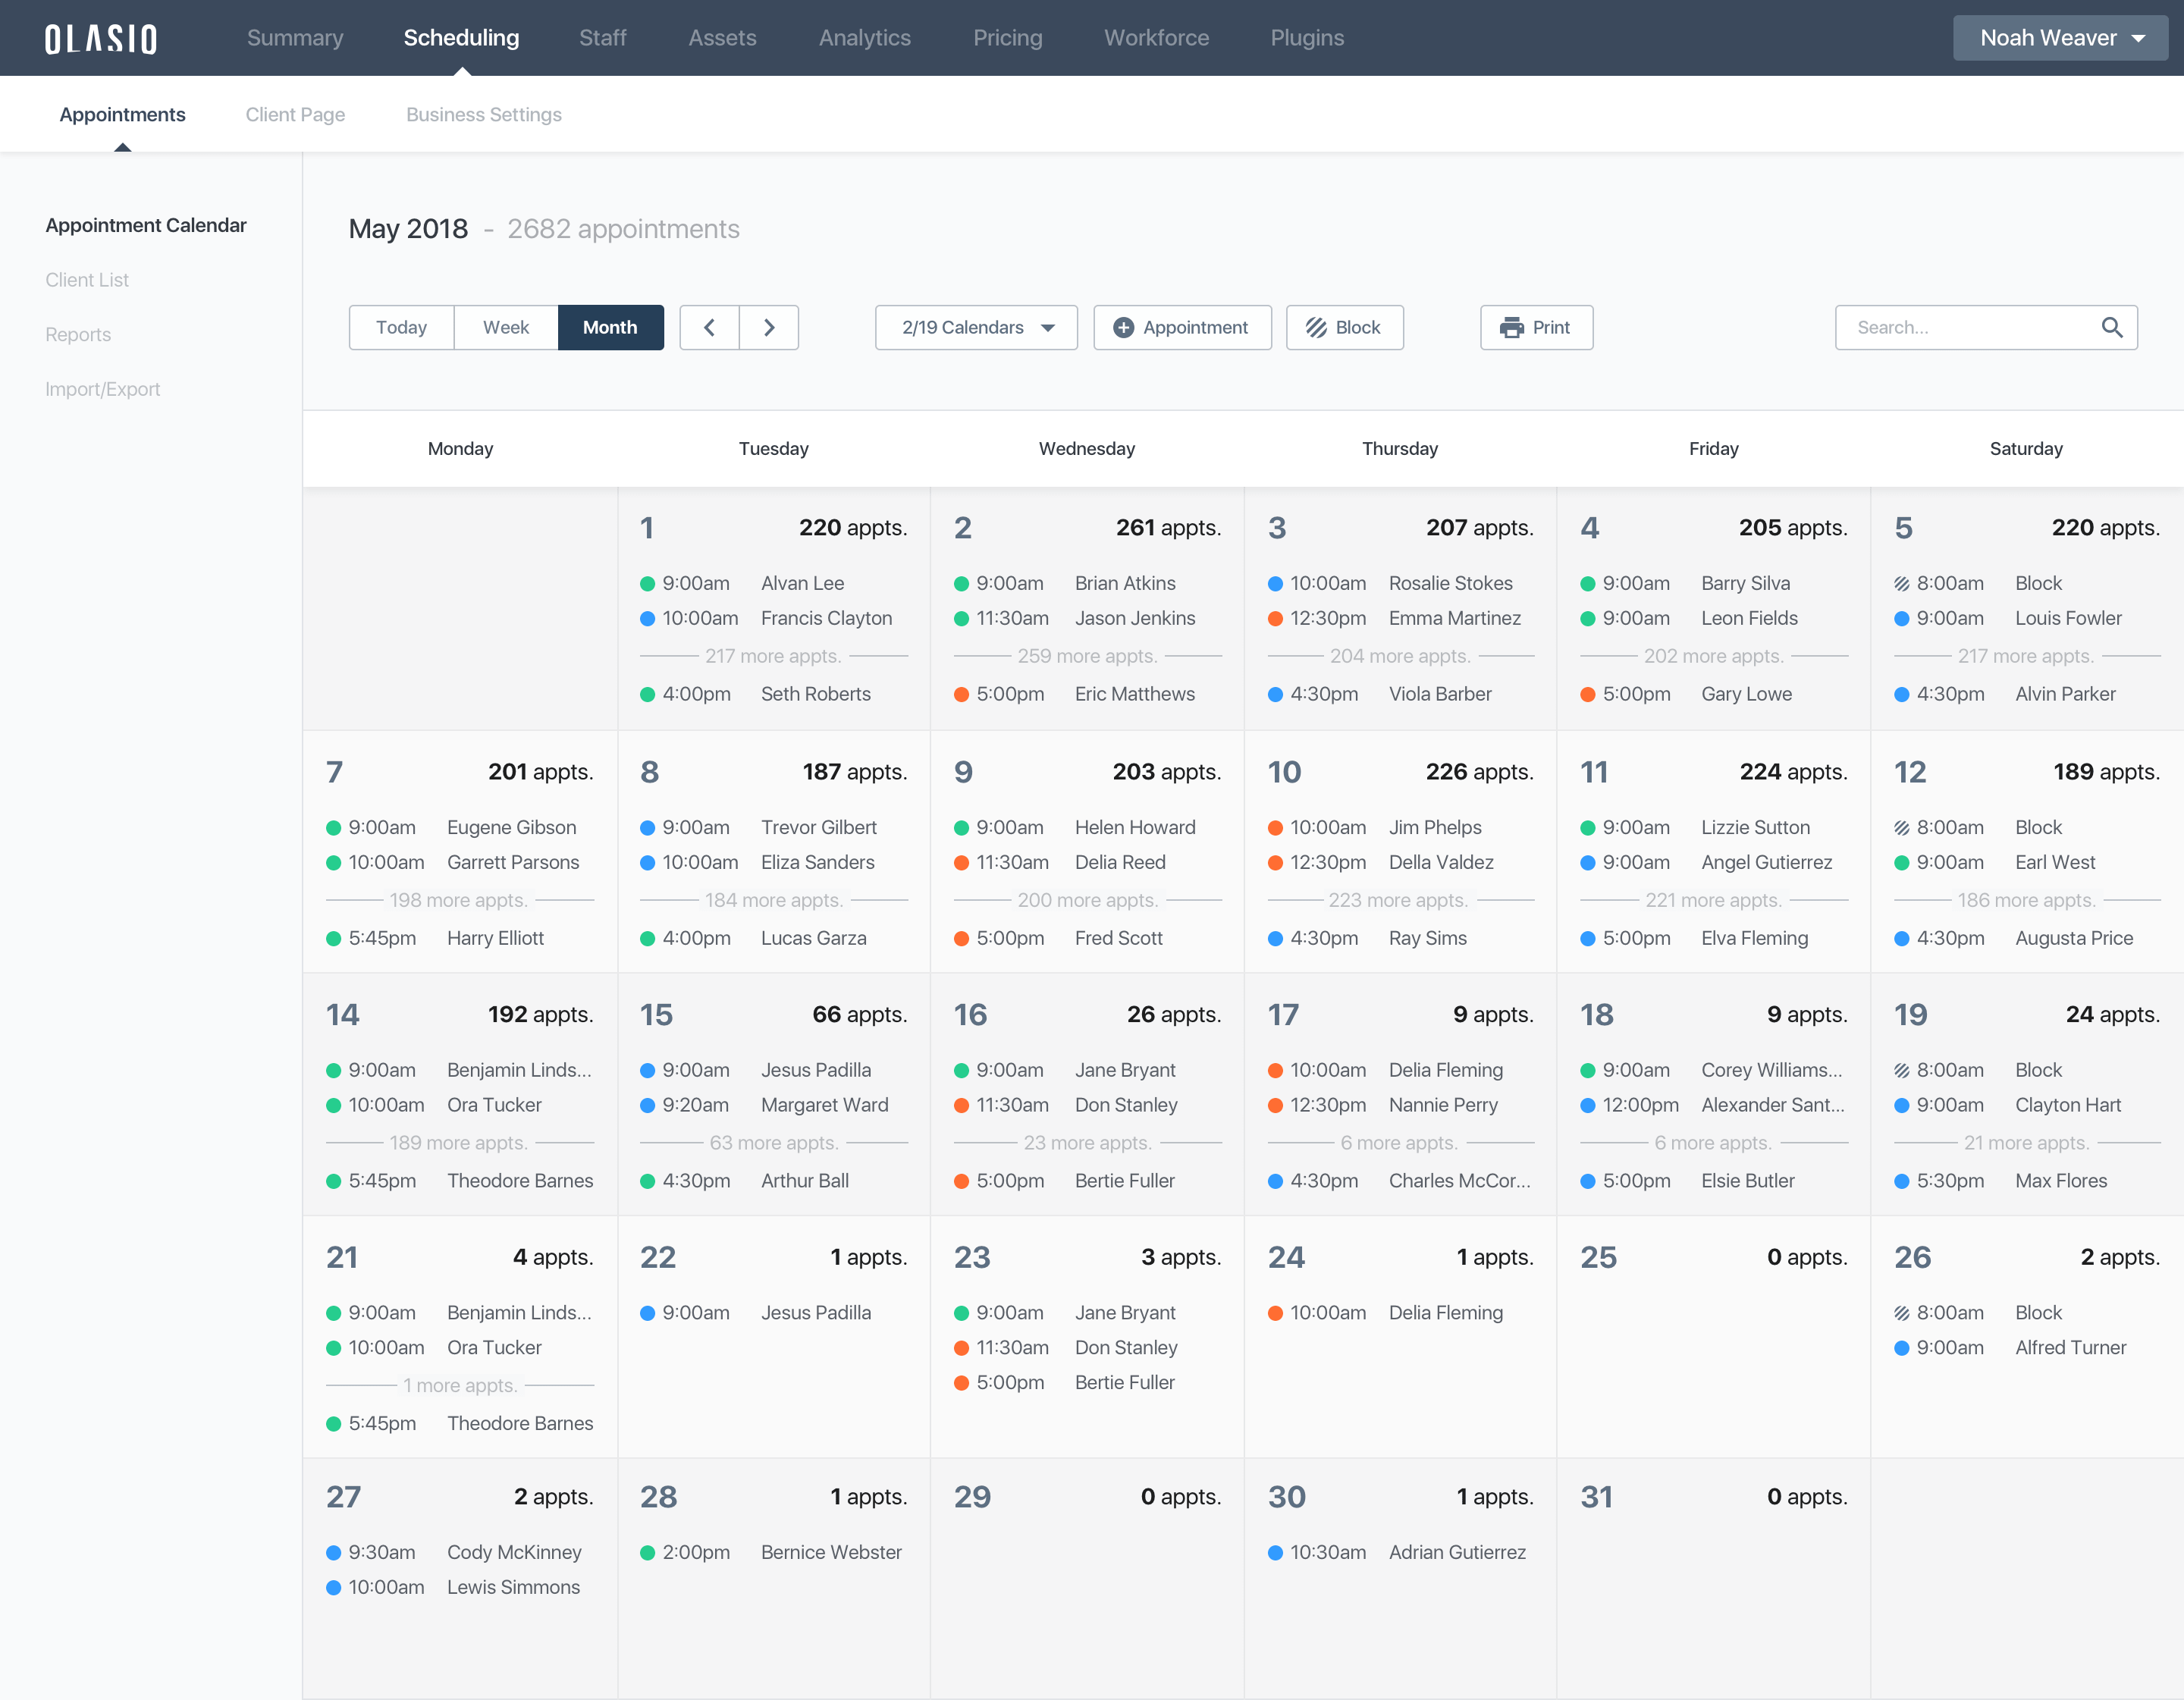 OLASIO Summary Scheduling Staff Assets Analytics Pricing Workforce Plugins Noah Weaver
Appointments Client Page Business Settings
Appointment Calendar
Client List
Reports
Import/Export
May 2018 - 2682 appointments
Today Week Month 2/19 Calendars Appointment Block Print Search...
Monday Tuesday Wednesday Thursday Friday Saturday
1 220 appts.
9:00am Alvan Lee
10:00am Francis Clayton
217 more appts.
4:00pm Seth Roberts
2 261 appts.
9:00am Brian Atkins
11:30am Jason Jenkins
259 more appts.
5:00pm Eric Matthews
3 207 appts.
10:00am Rosalie Stokes
12:30pm Emma Martinez
204 more appts.
4:30pm Viola Barber
4 205 appts.
9:00am Barry Silva
9:00am Leon Fields
202 more appts.
5:00pm Gary Lowe
5 220 appts.
8:00am Block
9:00am Louis Fowler
217 more appts.
4:30pm Alvin Parker
7 201 appts.
9:00am Eugene Gibson
10:00am Garrett Parsons
198 more appts.
5:45pm Harry Elliott
8 187 appts.
9:00am Trevor Gilbert
10:00am Eliza Sanders
184 more appts.
4:00pm Lucas Garza
9 203 appts.
9:00am Helen Howard
11:30am Delia Reed
200 more appts.
5:00pm Fred Scott
10 226 appts.
10:00am Jim Phelps
12:30pm Della Valdez
223 more appts.
4:30pm Ray Sims
11 224 appts.
9:00am Lizzie Sutton
9:00am Angel Gutierrez
221 more appts.
5:00pm Elva Fleming
12 189 appts.
8:00am Block
9:00am Earl West
186 more appts.
4:30pm Augusta Price
14 192 appts.
9:00am Benjamin Linds...
10:00am Ora Tucker
189 more appts.
5:45pm Theodore Barnes
15 66 appts.
9:00am Jesus Padilla
9:20am Margaret Ward
63 more appts.
4:30pm Arthur Ball
16 26 appts.
9:00am Jane Bryant
11:30am Don Stanley
23 more appts.
5:00pm Bertie Fuller
17 9 appts.
10:00am Delia Fleming
12:30pm Nannie Perry
6 more appts.
4:30pm Charles McCor...
18 9 appts.
9:00am Corey Williams...
12:00pm Alexander Sant...
6 more appts.
5:00pm Elsie Butler
19 24 appts.
8:00am Block
9:00am Clayton Hart
21 more appts.
5:30pm Max Flores
21 4 appts.
9:00am Benjamin Linds...
10:00am Ora Tucker
1 more appts.
5:45pm Theodore Barnes
22 1 appts.
9:00am Jesus Padilla
23 3 appts.
9:00am Jane Bryant
11:30am Don Stanley
5:00pm Bertie Fuller
24 1 appts.
10:00am Delia Fleming
25 0 appts.
26 2 appts.
8:00am Block
9:00am Alfred Turner
27 2 appts.
9:30am Cody McKinney
10:00am Lewis Simmons
28 1 appts.
2:00pm Bernice Webster
29 0 appts.
30 1 appts.
10:30am Adrian Gutierrez
31 0 appts.